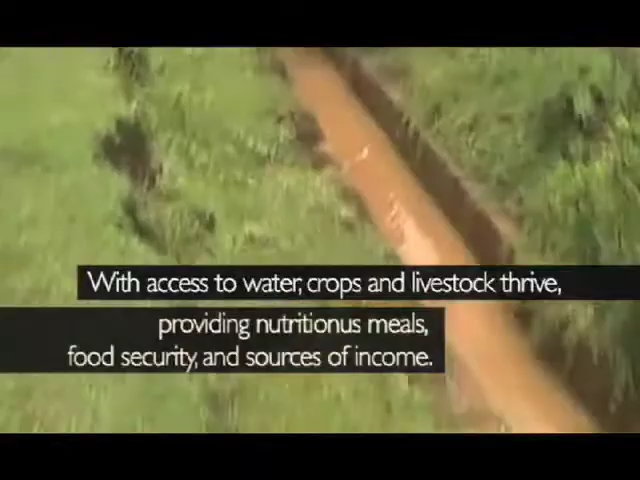 With access to water, crops and livestock thrive,
providing nutritionus meals,
food security, and sources of income.